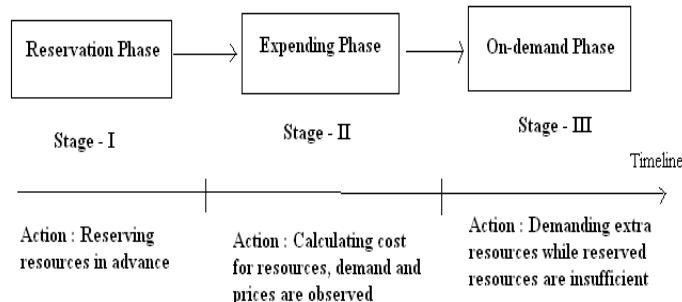 Reservation Phase
Expending Phase
On-demand Phase
Stage - I
Stage - II
Stage - III
Timeline
Action : Reserving
resources in advance
Action : Calculating cost
for resources, demand and
prices are observed
Action : Demanding extra
resources while reserved
resources are insufficient